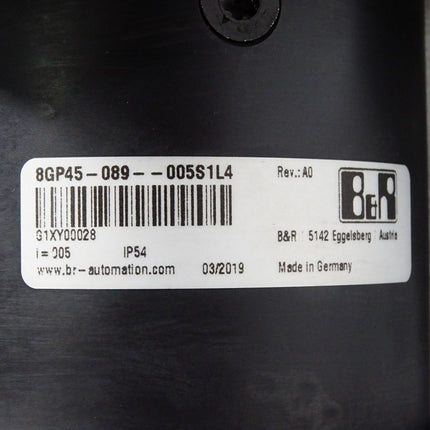 8GP45-089--005S1L4 Rev.: A0 B&R
G1XY00028 B&R 5142 Eggelsberg Austria
i=005 IP54
www.br-automation.com 03/2019 Made in Germany